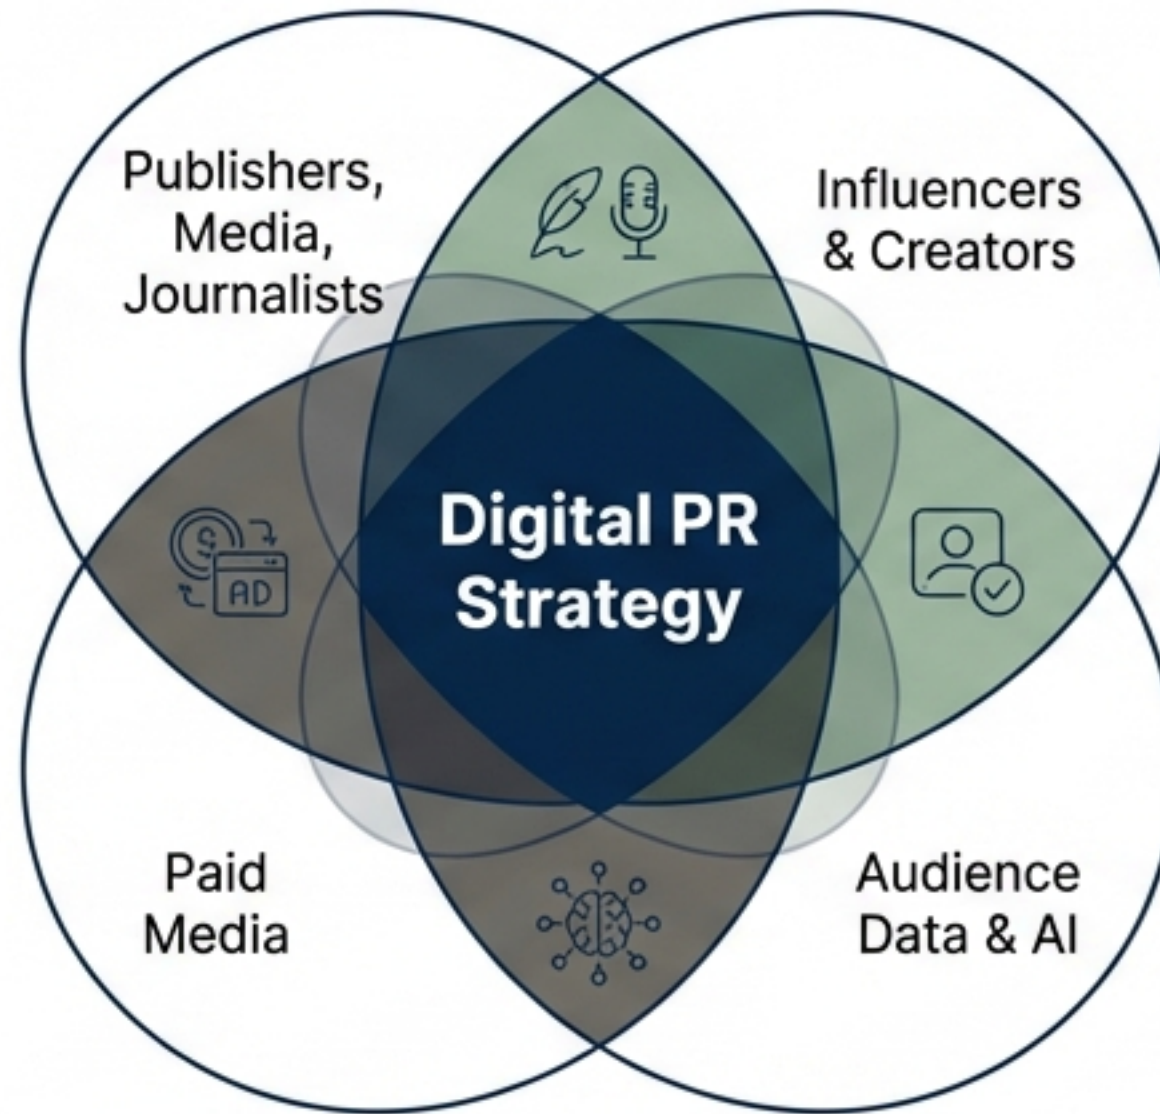 Publishers,
Media,
Journalists
Influencers
& Creators
$
AD
Digital PR
Strategy
Paid
Media
Audience
Data & AI